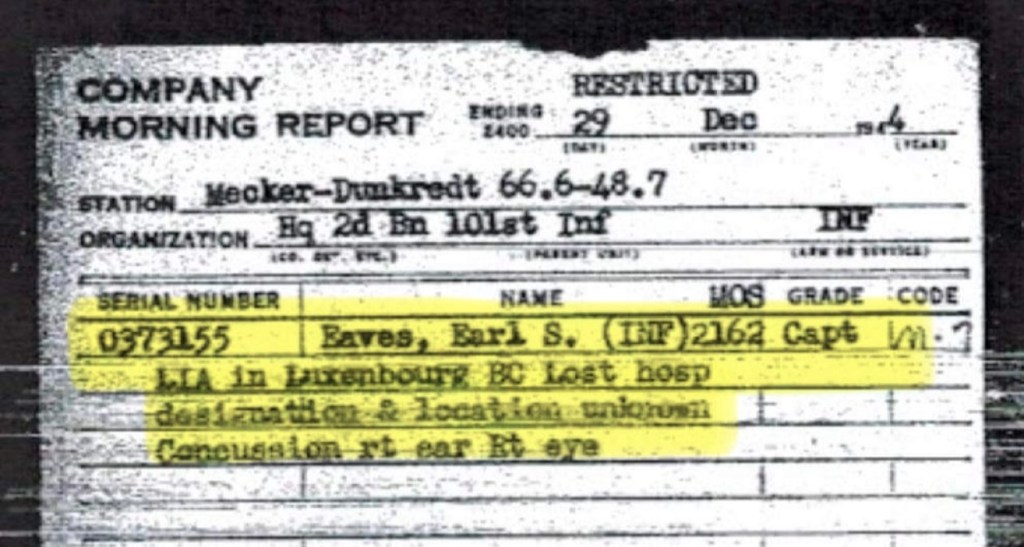 RESTRICTED
COMPANY
MORNING REPORT ENDING 2400 29 Dec 1944
(DAY) (MONTH) (YEAR)
STATION Mecker-Dunkredt 66.6-48.7
ORGANIZATION Hq 2d Bn 101st Inf INF
(CO. DET. ETC.) (PARENT UNIT) (ARM OR SERVICE)
SERIAL NUMBER NAME MOS GRADE CODE
0373155 Eaves, Earl S. (INF)2162 Capt
LIA in Luxenbourg BC Lost hosp
designation & location unknown
Concussion rt ear Rt eye